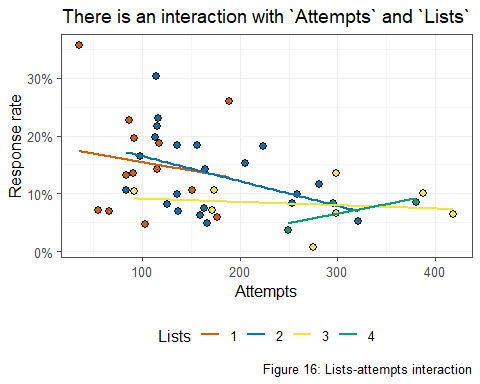 There is an interaction with `Attempts` and `Lists`
Response rate
30%
20%
10%
0%
100 200 300 400
Attempts
Lists 1 2 3 4
Figure 16: Lists-attempts interaction